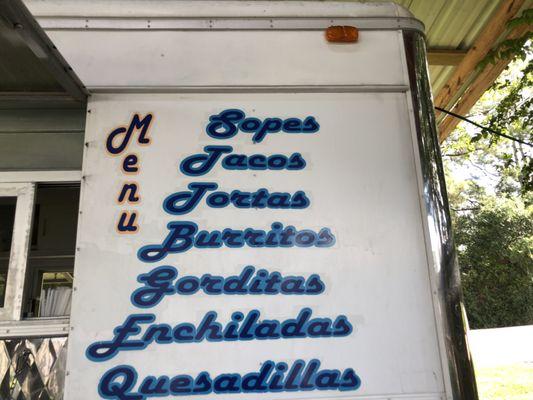 Menu
Sopes
Tacos
Tortas
Burritos
Gorditas
Enchiladas
Quesadillas